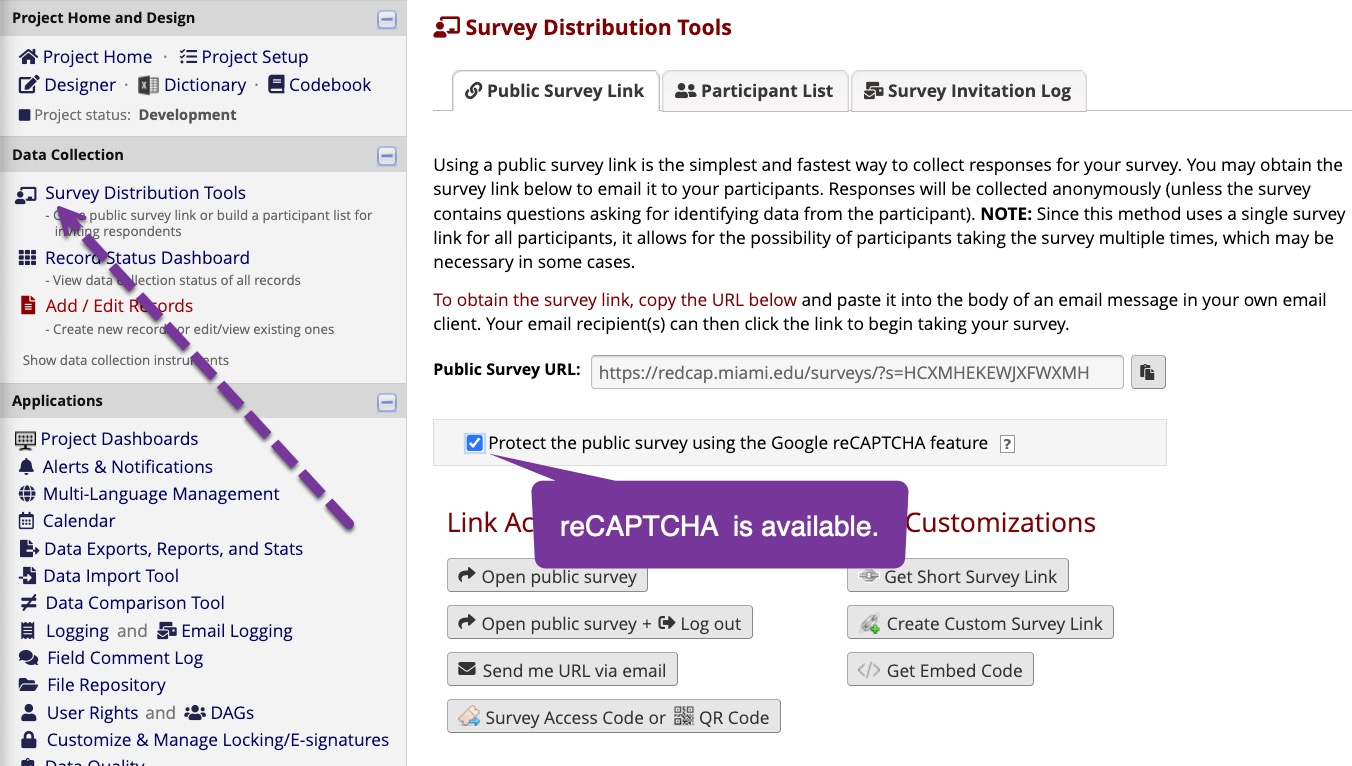 Project Home and Design
Project Home · Project Setup
Designer · Dictionary · Codebook
Project status: Development
Data Collection
Survey Distribution Tools
public survey link or build a participant list for
respondents
Record Status Dashboard
- View data collection status of all records
Add / Edit Records
- Create new records or edit/view existing ones
Show data collection instruments
Applications
Project Dashboards
Alerts & Notifications
Multi-Language Management
Calendar
Data Exports, Reports, and Stats
Data Import Tool
Data Comparison Tool
Logging and Email Logging
Field Comment Log
File Repository
User Rights and DAGs
Customize & Manage Locking/E-signatures
Data Quality
Survey Distribution Tools
Public Survey Link
Participant List
Survey Invitation Log
Using a public survey link is the simplest and fastest way to collect responses for your survey. You may obtain the
survey link below to email it to your participants. Responses will be collected anonymously (unless the survey
contains questions asking for identifying data from the participant). NOTE: Since this method uses a single survey
link for all participants, it allows for the possibility of participants taking the survey multiple times, which may be
necessary in some cases.
To obtain the survey link, copy the URL below and paste it into the body of an email message in your own email
client. Your email recipient(s) can then click the link to begin taking your survey.
Public Survey URL: https://redcap.miami.edu/surveys/?s=HCXMHEKEWJXFWXMH
Protect the public survey using the Google reCAPTCHA feature ?
reCAPTCHA is available.
Link
Open public survey
Open public survey + Log out
Send me URL via email
Survey Access Code or QR Code
Customizations
Get Short Survey Link
Create Custom Survey Link
Get Embed Code